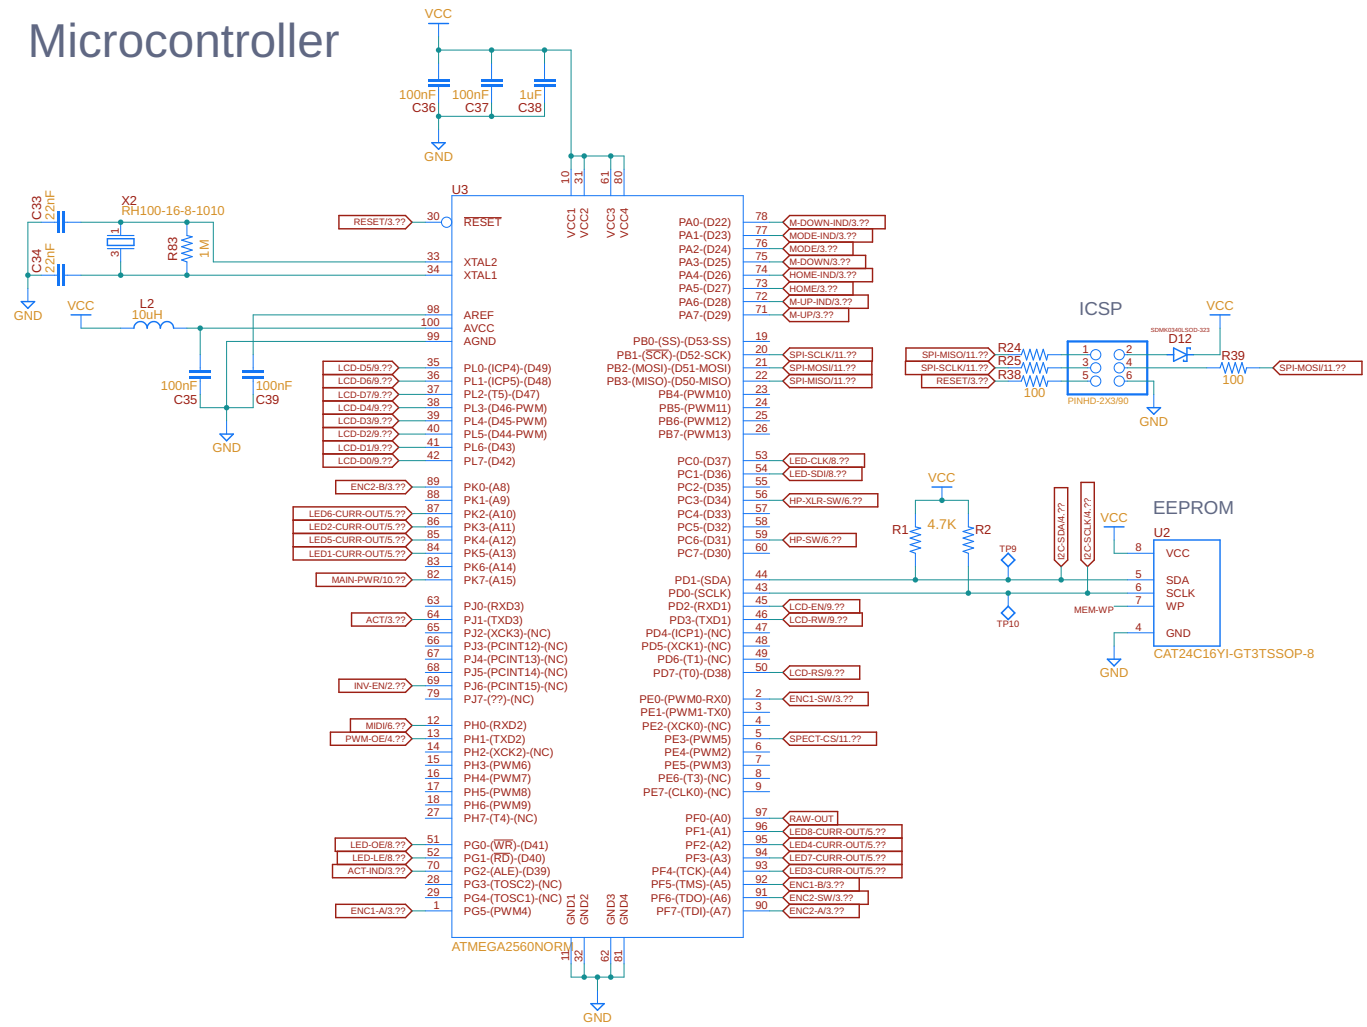 Microcontroller
VCC
100nF
C36
100nF
C37
1uF
C38
GND
10
31
61
80
U3
VCC1
VCC2
VCC3
VCC4
C33
22nF
C34
22nF
X2
RH100-16-8-1010
1
3
R83
1M
GND
VCC
L2
10uH
100nF
C35
100nF
C39
GND
RESET/3.?? 30 RESET
33 XTAL2
34 XTAL1
98 AREF
100 AVCC
99 AGND
LCD-D5/9.?? 35 PL0-(ICP4)-(D49)
LCD-D6/9.?? 36 PL1-(ICP5)-(D48)
LCD-D7/9.?? 37 PL2-(T5)-(D47)
LCD-D4/9.?? 38 PL3-(D46-PWM)
LCD-D3/9.?? 39 PL4-(D45-PWM)
LCD-D2/9.?? 40 PL5-(D44-PWM)
LCD-D1/9.?? 41 PL6-(D43)
LCD-D0/9.?? 42 PL7-(D42)
ENC2-B/3.?? 89 PK0-(A8)
88 PK1-(A9)
LED6-CURR-OUT/5.?? 87 PK2-(A10)
LED2-CURR-OUT/5.?? 86 PK3-(A11)
LED5-CURR-OUT/5.?? 85 PK4-(A12)
LED1-CURR-OUT/5.?? 84 PK5-(A13)
83 PK6-(A14)
MAIN-PWR/10.?? 82 PK7-(A15)
63 PJ0-(RXD3)
ACT/3.?? 64 PJ1-(TXD3)
65 PJ2-(XCK3)-(NC)
66 PJ3-(PCINT12)-(NC)
67 PJ4-(PCINT13)-(NC)
68 PJ5-(PCINT14)-(NC)
INV-EN/2.?? 69 PJ6-(PCINT15)-(NC)
79 PJ7-(??)-(NC)
MIDI/6.?? 12 PH0-(RXD2)
PWM-OE/4.?? 13 PH1-(TXD2)
14 PH2-(XCK2)-(NC)
15 PH3-(PWM6)
16 PH4-(PWM7)
17 PH5-(PWM8)
18 PH6-(PWM9)
27 PH7-(T4)-(NC)
LED-OE/8.?? 51 PG0-(WR)-(D41)
LED-LE/8.?? 52 PG1-(RD)-(D40)
ACT-IND/3.?? 70 PG2-(ALE)-(D39)
28 PG3-(TOSC2)-(NC)
29 PG4-(TOSC1)-(NC)
ENC1-A/3.?? 1 PG5-(PWM4)
PA0-(D22) 78 M-DOWN-IND/3.??
PA1-(D23) 77 MODE-IND/3.??
PA2-(D24) 76 MODE/3.??
PA3-(D25) 75 M-DOWN/3.??
PA4-(D26) 74 HOME-IND/3.??
PA5-(D27) 73 HOME/3.??
PA6-(D28) 72 M-UP-IND/3.??
PA7-(D29) 71 M-UP/3.??
PB0-(SS)-(D53-SS) 19
PB1-(SCK)-(D52-SCK) 20 SPI-SCLK/11.??
PB2-(MOSI)-(D51-MOSI) 21 SPI-MOSI/11.??
PB3-(MISO)-(D50-MISO) 22 SPI-MISO/11.??
PB4-(PWM10) 23
PB5-(PWM11) 24
PB6-(PWM12) 25
PB7-(PWM13) 26
PC0-(D37) 53 LED-CLK/8.??
PC1-(D36) 54 LED-SDI/8.??
PC2-(D35) 55
PC3-(D34) 56 HP-XLR-SW/6.??
PC4-(D33) 57
PC5-(D32) 58
PC6-(D31) 59 HP-SW/6.??
PC7-(D30) 60
PD1-(SDA) 44
PD0-(SCLK) 43
PD2-(RXD1) 45 LCD-EN/9.??
PD3-(TXD1) 46 LCD-RW/9.??
PD4-(ICP1)-(NC) 47
PD5-(XCK1)-(NC) 48
PD6-(T1)-(NC) 49
PD7-(T0)-(D38) 50 LCD-RS/9.??
PE0-(PWM0-RX0) 2 ENC1-SW/3.??
PE1-(PWM1-TX0) 3
PE2-(XCK0)-(NC) 4
PE3-(PWM5) 5 SPECT-CS/11.??
PE4-(PWM2) 6
PE5-(PWM3) 7
PE6-(T3)-(NC) 8
PE7-(CLK0)-(NC) 9
PF0-(A0) 97 RAW-OUT
PF1-(A1) 96 LED8-CURR-OUT/5.??
PF2-(A2) 95 LED4-CURR-OUT/5.??
PF3-(A3) 94 LED7-CURR-OUT/5.??
PF4-(TCK)-(A4) 93 LED3-CURR-OUT/5.??
PF5-(TMS)-(A5) 92 ENC1-B/3.??
PF6-(TDO)-(A6) 91 ENC2-SW/3.??
PF7-(TDI)-(A7) 90 ENC2-A/3.??
GND1
GND2
GND3
GND4
ATMEGA2560NORM
11
32
62
81
GND
ICSP
VCC
SDMK0340LSOD-323
D12
SPI-MISO/11.?? R24 1 2
SPI-SCLK/11.?? R25 3 4
RESET/3.?? R38 5 6
100
R39
100
SPI-MOSI/11.??
PINHD-2X3/90
GND
VCC
R1
4.7K
R2
TP9
TP10
I2C-SDA/4.??
I2C-SCLK/4.??
EEPROM
VCC
U2
8 VCC
5 SDA
6 SCLK
MEM-WP 7 WP
4 GND
GND
CAT24C16YI-GT3TSSOP-8